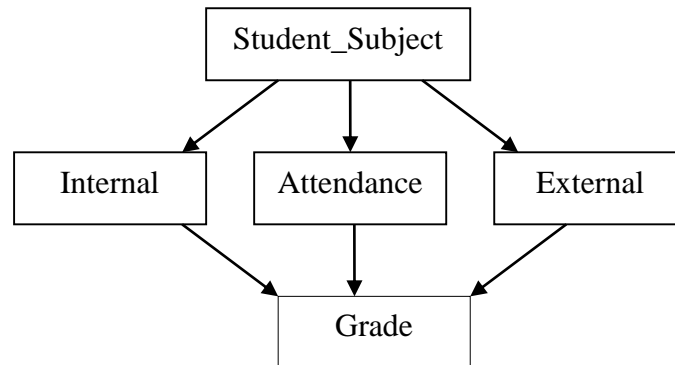 Student_Subject
Internal
Attendance
External
Grade